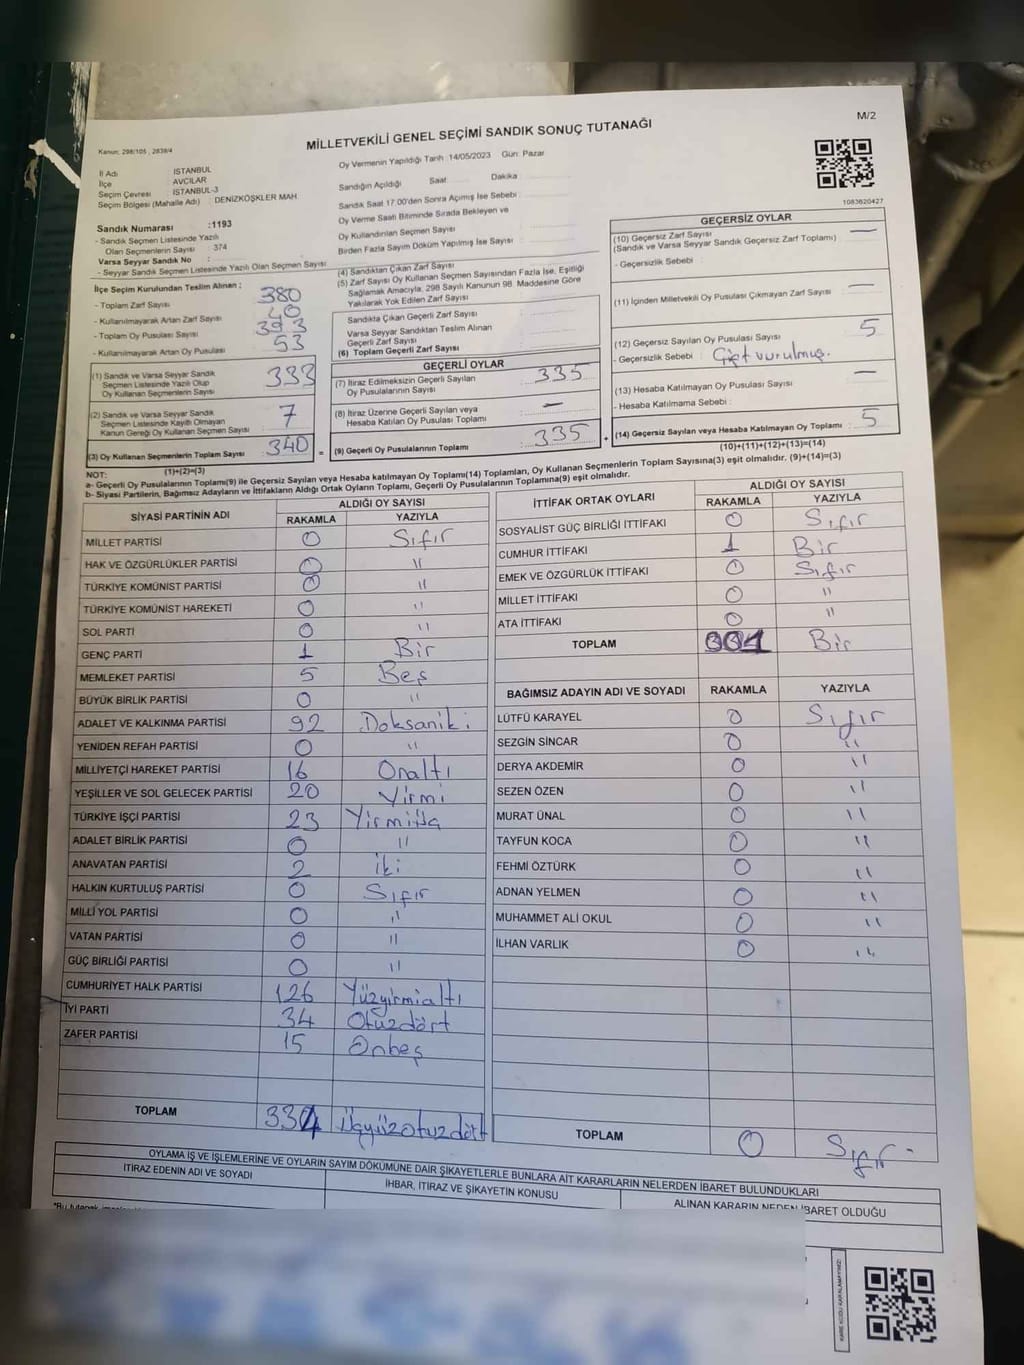 M/2
MİLLETVEKİLİ GENEL SEÇİMİ SANDIK SONUÇ TUTANAĞI
Kanun: 298/105 , 2839/4
İl Adı : İSTANBUL
İlçe : AVCILAR
Seçim Çevresi : İSTANBUL-3
Seçim Bölgesi (Mahalle Adı) : DENİZKÖŞKLER MAH
Sandık Numarası :1193
- Sandık Seçmen Listesinde Yazılı
Olan Seçmenlerin Sayısı : 374
Varsa Seyyar Sandık No :
- Seyyar Sandık Seçmen Listesinde Yazılı Olan Seçmen Sayısı :
İlçe Seçim Kurulundan Teslim Alınan :
- Toplam Zarf Sayısı 380
- Kullanılmayarak Artan Zarf Sayısı 40
- Toplam Oy Pusulası Sayısı 393
- Kullanılmayarak Artan Oy Pusulası 53
(1) Sandık ve Varsa Seyyar Sandık
Seçmen Listesinde Yazılı Olup
Oy Kullanan Seçmenlerin Sayısı 333
(2) Sandık ve Varsa Seyyar Sandık
Seçmen Listesinde Kayıtlı Olmayan
Kanun Gereği Oy Kullanan Seçmen Sayısı 7
(3) Oy Kullanan Seçmenlerin Toplam Sayısı : 340
(1)+(2)=(3)
Oy Vermenin Yapıldığı Tarih :14/05/2023 Gün: Pazar
Sandığın Açıldığı Saat Dakika
Sandık Saat 17.00'den Sonra Açımış İse Sebebi :
Oy Verme Saati Bitiminde Sırada Bekleyen ve
Oy Kullandırılan Seçmen Sayısı
Birden Fazla Sayım Döküm Yapılmış İse Sayısı
(4) Sandıktan Çıkan Zarf Sayısı
(5) Zarf Sayısı Oy Kullanan Seçmen Sayısından Fazla İse, Eşitliği
Sağlamak Amacıyla, 298 Sayılı Kanunun 98. Maddesine Göre
Yakılarak Yok Edilen Zarf Sayısı
Sandıkta Çıkan Geçerli Zarf Sayısı
Varsa Seyyar Sandıktan Teslim Alınan
Geçerli Zarf Sayısı
(6) Toplam Geçerli Zarf Sayısı
GEÇERLİ OYLAR
(7) İtiraz Edilmeksizin Geçerli Sayılan
Oy Pusulalarının Sayısı : 335
(8) İtiraz Üzerine Geçerli Sayılan veya
Hesaba Katılan Oy Pusulası Toplamı : —
= (9) Geçerli Oy Pusulalarının Toplamı : 335 +
1083620427
GEÇERSİZ OYLAR
(10) Geçersiz Zarf Sayısı —
(Sandık ve Varsa Seyyar Sandık Geçersiz Zarf Toplamı) :
- Geçersizlik Sebebi :
(11) İçinden Milletvekili Oy Pusulası Çıkmayan Zarf Sayısı : —
(12) Geçersiz Sayılan Oy Pusulası Sayısı 5
- Geçersizlik Sebebi : Çift vurulmuş.
(13) Hesaba Katılmayan Oy Pusulası Sayısı —
- Hesaba Katılmama Sebebi :
(14) Geçersiz Sayılan veya Hesaba Katılmayan Oy Toplamı : 5
(10)+(11)+(12)+(13)=(14)
NOT:
a- Geçerli Oy Pusulalarının Toplamı(9) ile Geçersiz Sayılan veya Hesaba Katılmayan Oy Toplamı(14) Toplamları, Oy Kullanan Seçmenlerin Toplam Sayısına(3) eşit olmalıdır. (9)+(14)=(3)
b- Siyasi Partilerin, Bağımsız Adayların ve İttifakların Aldığı Ortak Oyların Toplamı, Geçerli Oy Pusulalarının Toplamına(9) eşit olmalıdır.
SİYASİ PARTİNİN ADI ALDIĞI OY SAYISI
RAKAMLA YAZIYLA
MİLLET PARTİSİ 0 Sıfır
HAK VE ÖZGÜRLÜKLER PARTİSİ 0 "
TÜRKİYE KOMÜNİST PARTİSİ 0 "
TÜRKİYE KOMÜNİST HAREKETİ 0 "
SOL PARTİ 0 "
GENÇ PARTİ 1 Bir
MEMLEKET PARTİSİ 5 Beş
BÜYÜK BİRLİK PARTİSİ 0 "
ADALET VE KALKINMA PARTİSİ 92 Doksaniki
YENİDEN REFAH PARTİSİ 0 "
MİLLİYETÇİ HAREKET PARTİSİ 16 Onaltı
YEŞİLLER VE SOL GELECEK PARTİSİ 20 Yirmi
TÜRKİYE İŞÇİ PARTİSİ 23
ADALET BİRLİK PARTİSİ 0 "
ANAVATAN PARTİSİ 2 İki
HALKIN KURTULUŞ PARTİSİ 0 Sıfır
MİLLİ YOL PARTİSİ 0 "
VATAN PARTİSİ 0 "
GÜÇ BİRLİĞİ PARTİSİ 0 "
CUMHURİYET HALK PARTİSİ 126 Yüzyirmialtı
İYİ PARTİ 34 Otuzdört
ZAFER PARTİSİ 15 Onbeş
TOPLAM 334 Üçyüzotuzdört
İTTİFAK ORTAK OYLARI ALDIĞI OY SAYISI
RAKAMLA YAZIYLA
SOSYALİST GÜÇ BİRLİĞİ İTTİFAKI 0 Sıfır
CUMHUR İTTİFAKI 1 Bir
EMEK VE ÖZGÜRLÜK İTTİFAKI 0 Sıfır
MİLLET İTTİFAKI 0 "
ATA İTTİFAKI 0 "
TOPLAM 001 Bir
BAĞIMSIZ ADAYIN ADI VE SOYADI RAKAMLA YAZIYLA
LÜTFÜ KARAYEL 0 Sıfır
SEZGİN SİNCAR 0 "
DERYA AKDEMİR 0 "
SEZEN ÖZEN 0 "
MURAT ÜNAL 0 "
TAYFUN KOCA 0 "
FEHMİ ÖZTÜRK 0 "
ADNAN YELMEN 0 "
MUHAMMET ALİ OKUL 0 "
İLHAN VARLIK 0 "
TOPLAM 0 Sıfır
OYLAMA İŞ VE İŞLEMLERİNE VE OYLARIN SAYIM DÖKÜMÜNE DAİR ŞİKAYETLERLE BUNLARA AİT KARARLARIN NELERDEN İBARET BULUNDUKLARI
İTİRAZ EDENİN ADI VE SOYADI İHBAR, İTİRAZ VE ŞİKAYETİN KONUSU ALINAN KARARIN NEDEN İBARET OLDUĞU
KARE KODU KARALAMAYINIZ!